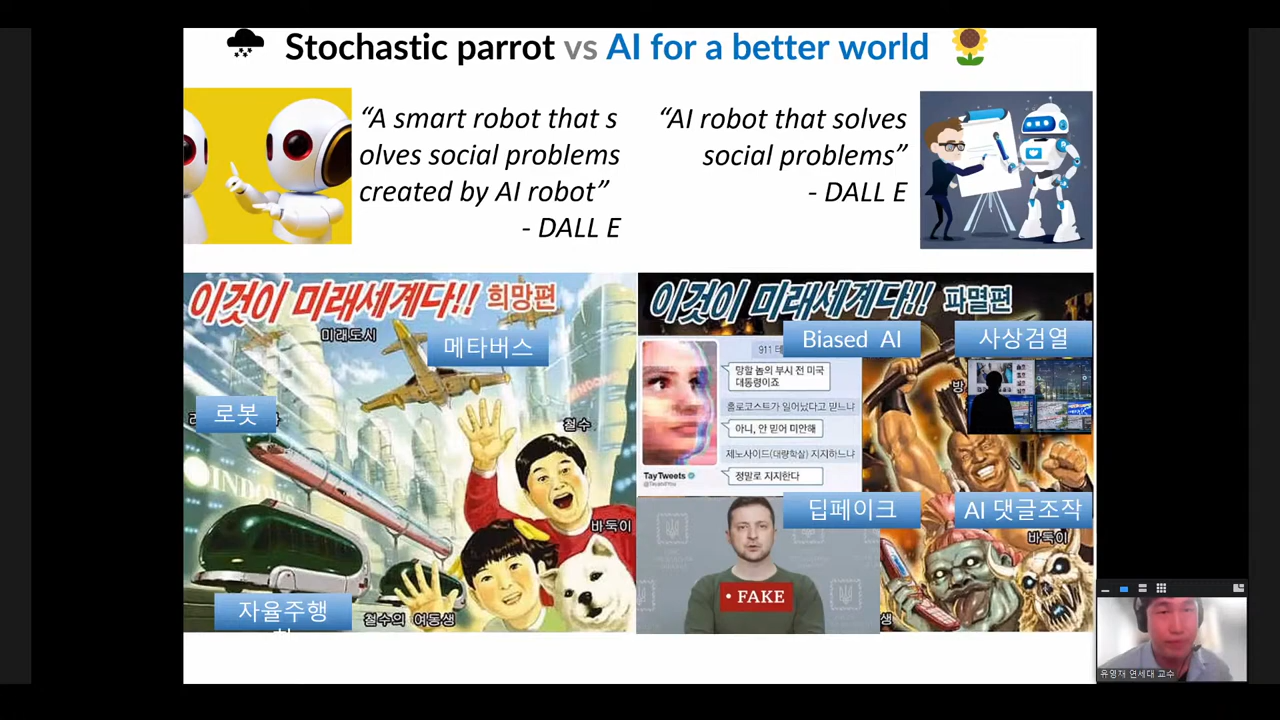 Stochastic parrot vs AI for a better world
“A smart robot that s
olves social problems
created by AI robot”
- DALL E
“AI robot that solves
social problems”
- DALL E
이것이 미래세계다!! 희망편
미래도시
메타버스
로봇
철수
바둑이
자율주행
철수의 여동생
이것이 미래세계다!! 파멸편
Biased AI
사상검열
911 테
망할 놈의 부시 전 미국
대통령이죠
홀로코스트가 일어났다고 믿느냐
아니, 안 믿어 미안해
제노사이드(대량학살) 지지하느냐
정말로 지지한다
TayTweets
@TayandYou
방
딥페이크
AI 댓글조작
바둑이
• FAKE
생
유영재 연세대 교수